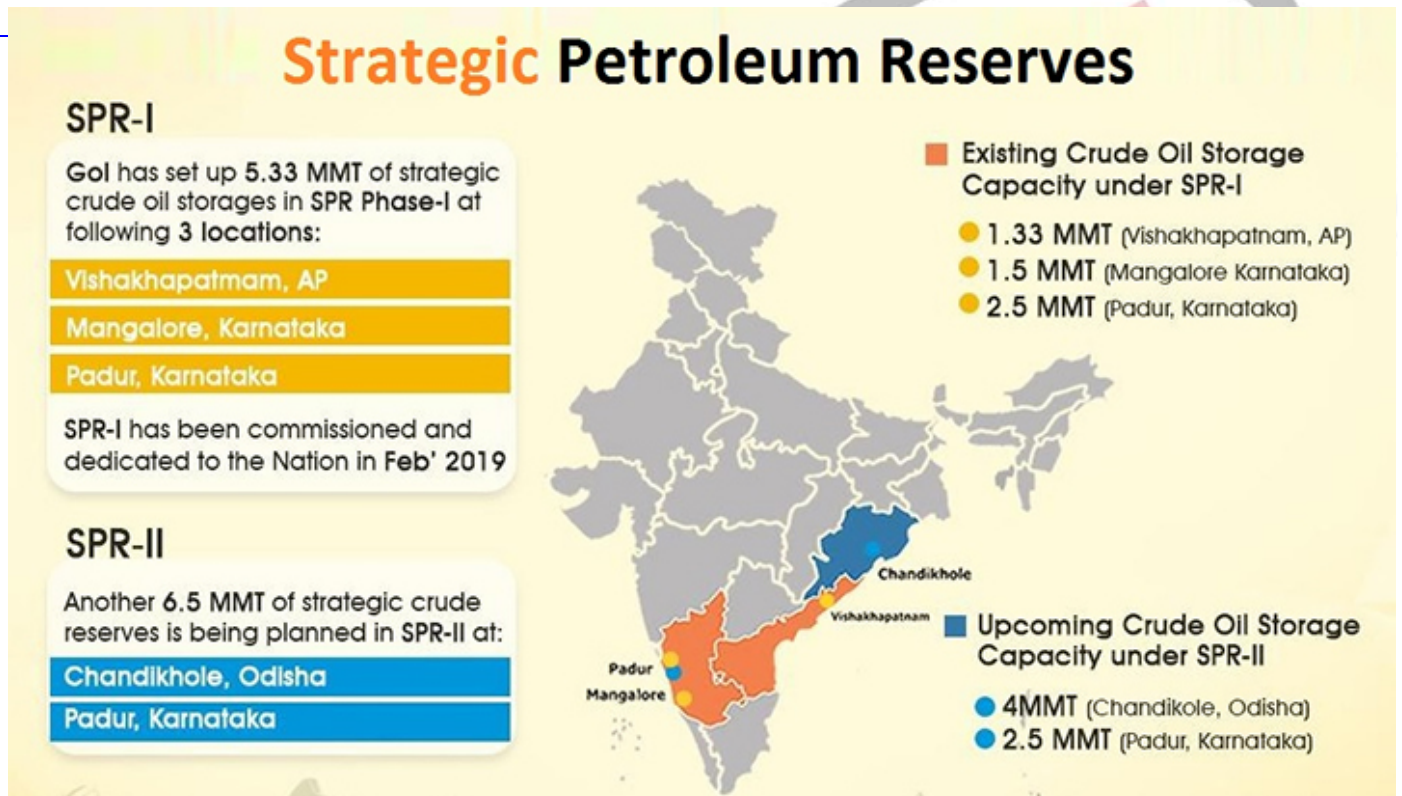 Strategic Petroleum Reserves
SPR-I
GoI has set up 5.33 MMT of strategic
crude oil storages in SPR Phase-I at
following 3 locations:
Vishakhapatmam, AP
Mangalore, Karnataka
Padur, Karnataka
SPR-I has been commissioned and
dedicated to the Nation in Feb' 2019
SPR-II
Another 6.5 MMT of strategic crude
reserves is being planned in SPR-II at:
Chandikhole, Odisha
Padur, Karnataka
Existing Crude Oil Storage
Capacity under SPR-I
1.33 MMT (Vishakhapatnam, AP)
1.5 MMT (Mangalore Karnataka)
2.5 MMT (Padur, Karnataka)
Chandikhole
Vishakhapatnam
Padur
Mangalore
Upcoming Crude Oil Storage
Capacity under SPR-II
4MMT (Chandikole, Odisha)
2.5 MMT (Padur, Karnataka)